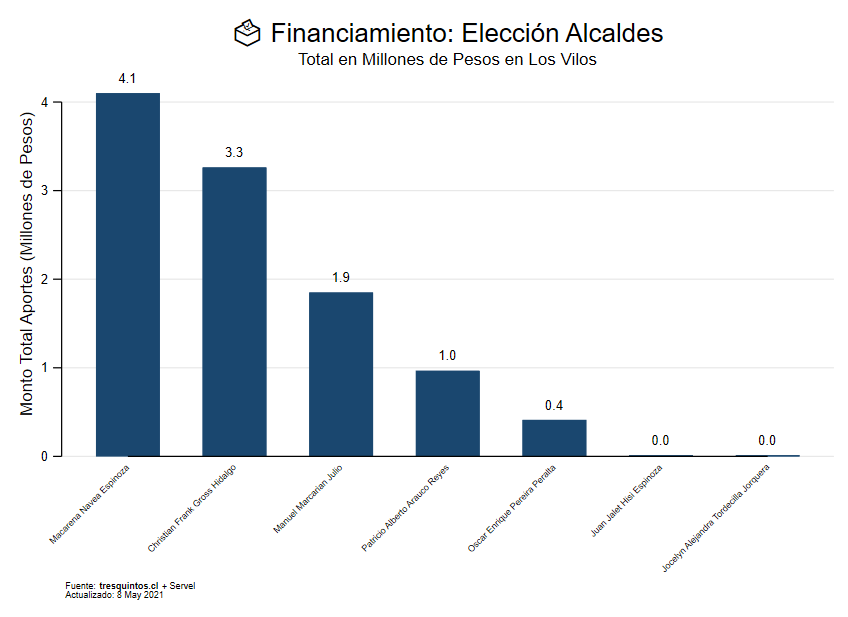 Financiamiento: Elección Alcaldes
Total en Millones de Pesos en Los Vilos
Monto Total Aportes (Millones de Pesos)
4
3
2
1
0
4.1
3.3
1.9
1.0
0.4
0.0
0.0
Macarena Navea Espinoza
Christian Frank Gross Hidalgo
Manuel Marcarian Julio
Patricio Alberto Arauco Reyes
Oscar Enrique Pereira Peralta
Juan Jalet Hisi Espinoza
Jocelyn Alejandra Tordecilla Jorquera
Fuente: tresquintos.cl + Servel
Actualizado: 8 May 2021